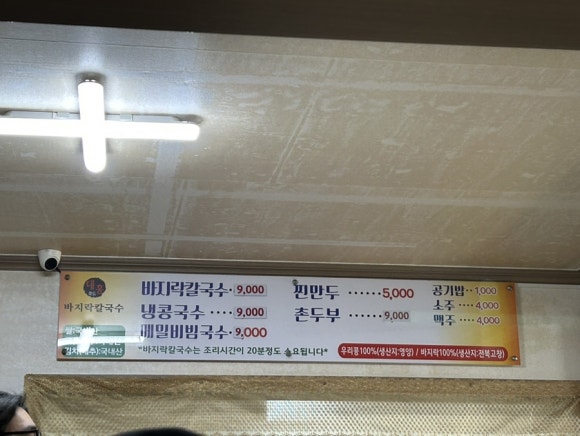 바지락칼국수
바지락칼국수· 9,000
냉콩국수 .... 9,000
메밀비빔국수· 9,000
*바지락칼국수는 조리시간이 20분정도 소요됩니다*
찐만두 ...... 5,000
촌두부 ...... 9,000
공기밥 ..1,000
소주 ....4,000
맥주 ....4,000
우리콩100%(생산지:영양) / 바지락100%(생산지:전북고창)
:국내산